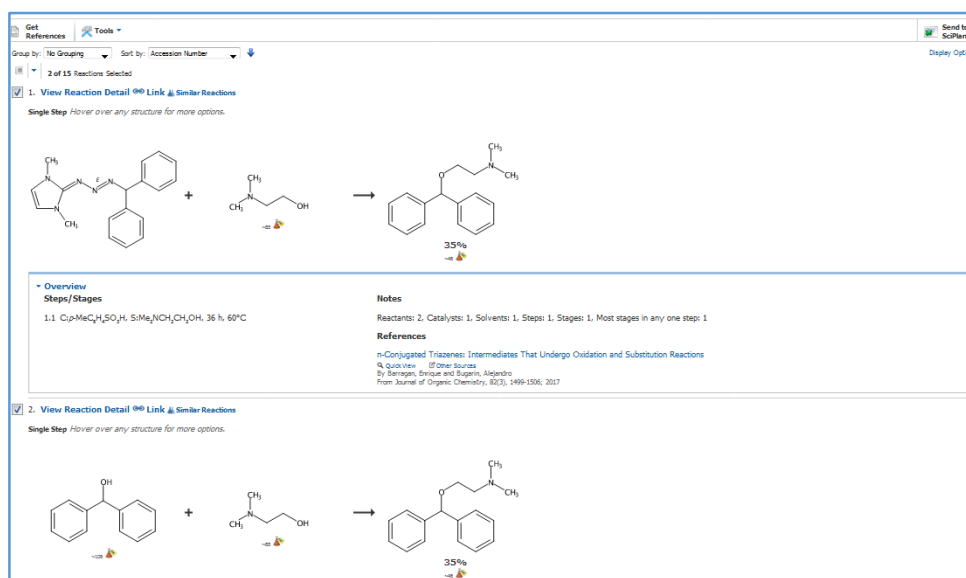 Get
References
Tools
Send to
SciPlan
Group by: No Grouping Sort by: Accession Number
Display Opti
2 of 15 Reactions Selected
1. View Reaction Detail Link Similar Reactions
Single Step Hover over any structure for more options.
CH₃
N
N
N
E
N
N
CH₃
+
CH₃
N
CH₃
OH
~83
CH₃
N
CH₃
O
35%
~48
Overview
Steps/Stages
Notes
1.1 C:p-MeC₆H₄SO₃H, S:Me₂NCH₂CH₂OH, 36 h, 60°C
Reactants: 2, Catalysts: 1, Solvents: 1, Steps: 1, Stages: 1, Most stages in any one step: 1
References
π-Conjugated Triazenes: Intermediates That Undergo Oxidation and Substitution Reactions
Quick View Other Sources
By Barragan, Enrique and Bugarin, Alejandro
From Journal of Organic Chemistry, 82(3), 1499-1506; 2017
2. View Reaction Detail Link Similar Reactions
Single Step Hover over any structure for more options.
OH
+
CH₃
N
CH₃
OH
CH₃
N
CH₃
O
35%